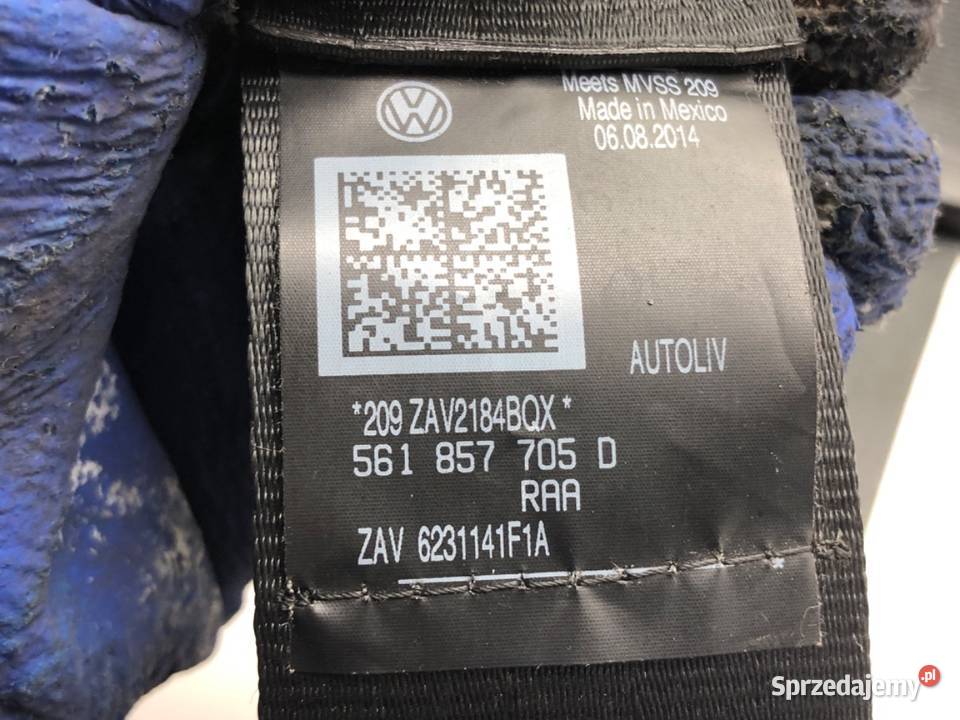 Meets MVSS 209
Made in Mexico
06.08.2014
AUTOLIV
*209 ZAV2184BQX*
561 857 705 D
RAA
ZAV 6231141F1A
*
Sprzedajemy.pl